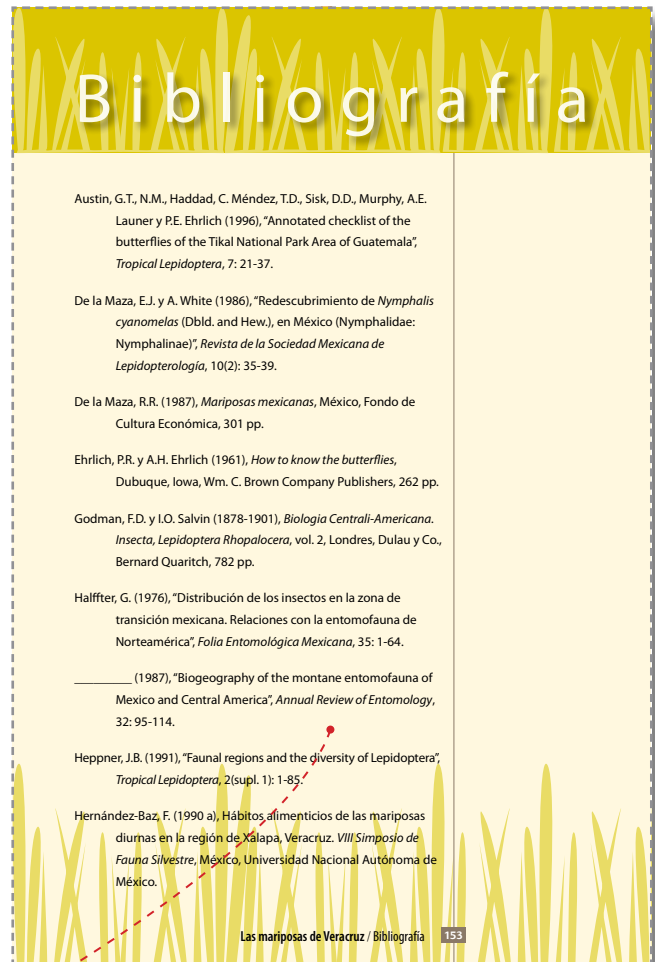 Bibliografía
Austin, G.T., N.M., Haddad, C. Méndez, T.D., Sisk, D.D., Murphy, A.E.
Launer y P.E. Ehrlich (1996), “Annotated checklist of the
butterflies of the Tikal National Park Area of Guatemala”,
Tropical Lepidoptera, 7: 21-37.
De la Maza, E.J. y A. White (1986), “Redescubrimiento de Nymphalis
cyanomelas (Dbld. and Hew.), en México (Nymphalidae:
Nymphalinae)”, Revista de la Sociedad Mexicana de
Lepidopterología, 10(2): 35-39.
De la Maza, R.R. (1987), Mariposas mexicanas, México, Fondo de
Cultura Económica, 301 pp.
Ehrlich, P.R. y A.H. Ehrlich (1961), How to know the butterflies,
Dubuque, Iowa, Wm. C. Brown Company Publishers, 262 pp.
Godman, F.D. y I.O. Salvin (1878-1901), Biologia Centrali-Americana.
Insecta, Lepidoptera Rhopalocera, vol. 2, Londres, Dulau y Co.,
Bernard Quaritch, 782 pp.
Halffter, G. (1976), “Distribución de los insectos en la zona de
transición mexicana. Relaciones con la entomofauna de
Norteamérica”, Folia Entomológica Mexicana, 35: 1-64.
_________ (1987), “Biogeography of the montane entomofauna of
Mexico and Central America”, Annual Review of Entomology,
32: 95-114.
Heppner, J.B. (1991), “Faunal regions and the diversity of Lepidoptera”,
Tropical Lepidoptera, 2(supl. 1): 1-85.
Hernández-Baz, F. (1990 a), Hábitos alimenticios de las mariposas
diurnas en la región de Xalapa, Veracruz. VIII Simposio de
Fauna Silvestre, México, Universidad Nacional Autónoma de
México.
Las mariposas de Veracruz / Bibliografía 153